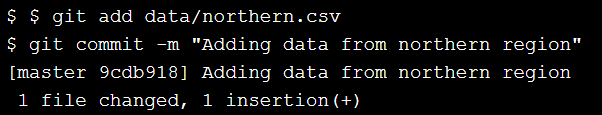 $ $ git add data/northern.csv
$ git commit -m "Adding data from northern region"
[master 9cdb918] Adding data from northern region
 1 file changed, 1 insertion(+)